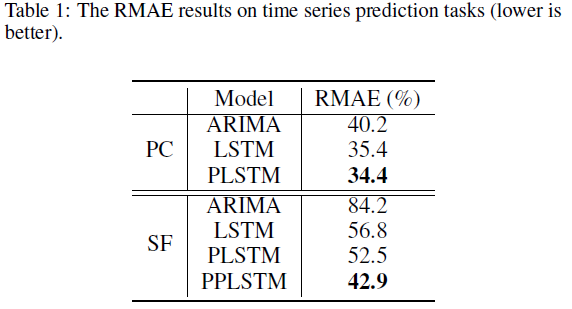 Table 1: The RMAE results on time series prediction tasks (lower is
better).
Model RMAE (%)
PC
ARIMA 40.2
LSTM 35.4
PLSTM 34.4
SF
ARIMA 84.2
LSTM 56.8
PLSTM 52.5
PPLSTM 42.9